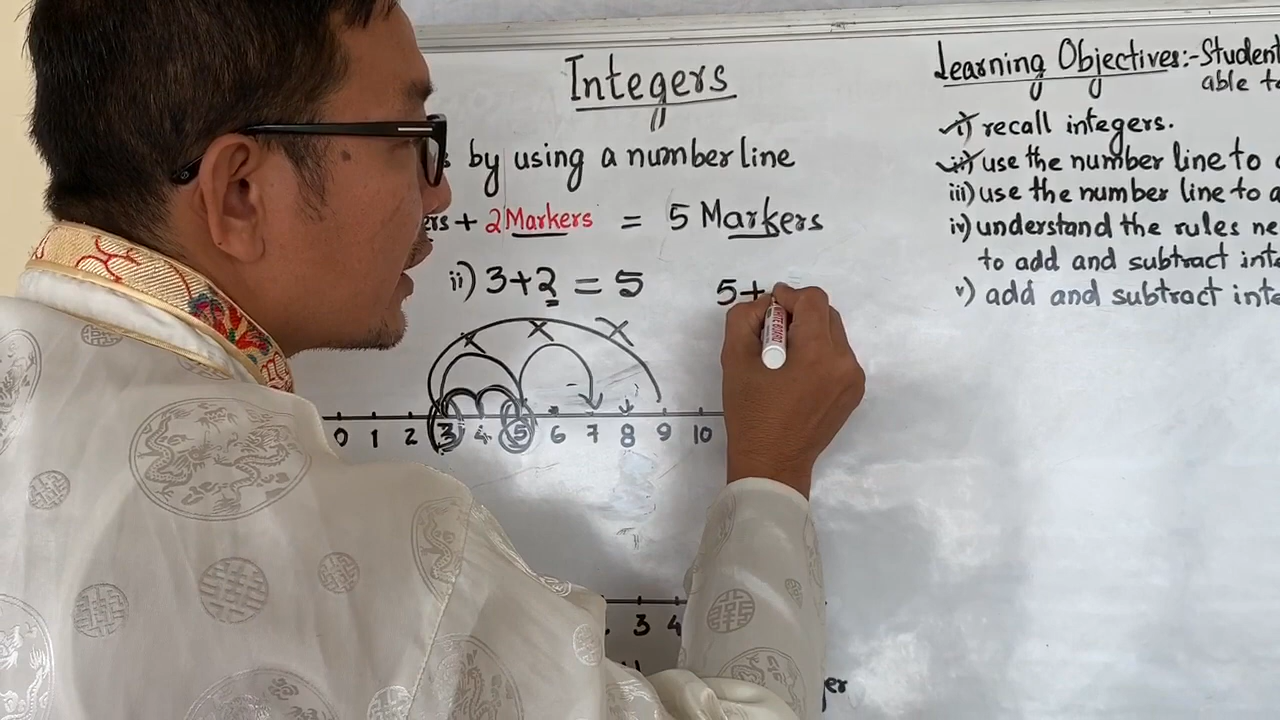 Integers
by using a number line
+ 2 Markers = 5 Markers
ii) 3+2 = 5
5+
0 1 2 3 4 5 6 7 8 9 10
3 4
Learning Objectives:- Student
able to
i) recall integers.
ii) use the number line to
iii) use the number line to a
iv) understand the rules ne
to add and subtract inte
v) add and subtract inte